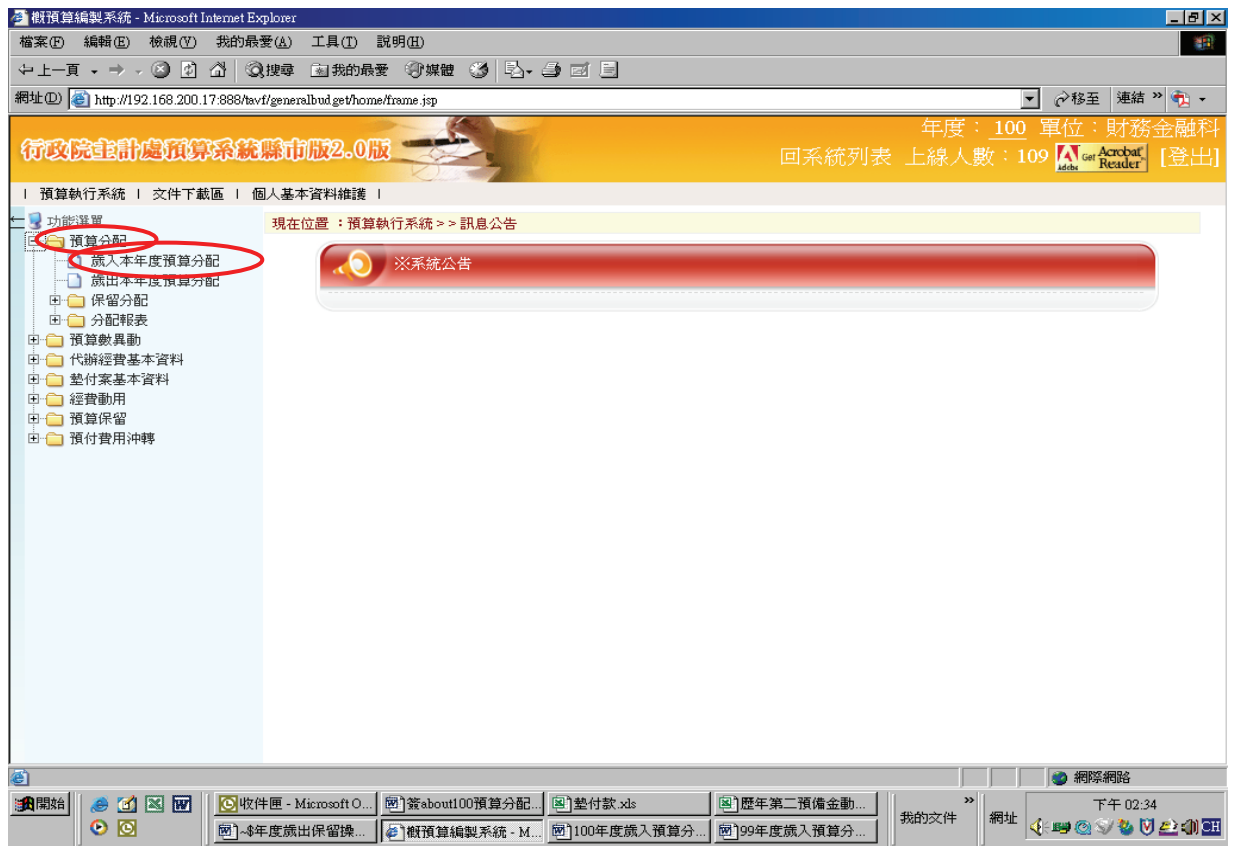 概預算編製系統 - Microsoft Internet Explorer
檔案(F) 編輯(E) 檢視(V) 我的最愛(A) 工具(T) 說明(H)
上一頁 搜尋 我的最愛 媒體
網址(D) http://192.168.200.17:888/tavf/generalbudget/home/frame.jsp 移至 連結 »
行政院主計處預算系統縣市版2.0版
年度：100 單位：財務金融科
回系統列表 上線人數：109 Adobe Get Acrobat Reader [登出]
| 預算執行系統 | 文件下載區 | 個人基本資料維護 |
功能選單
現在位置 ：預算執行系統>>訊息公告
預算分配
歲入本年度預算分配
※系統公告
歲出本年度預算分配
保留分配
分配報表
預算數異動
代辦經費基本資料
墊付案基本資料
經費動用
預算保留
預付費用沖轉
網際網路
開始 收件匣 - Microsoft O... 簽about100預算分配... 墊付款.xls 歷年第二預備金動... 我的文件 » 網址 下午 02:34
~$年度歲出保留操... 概預算編製系統 - M... 100年度歲入預算分... 99年度歲入預算分... CH